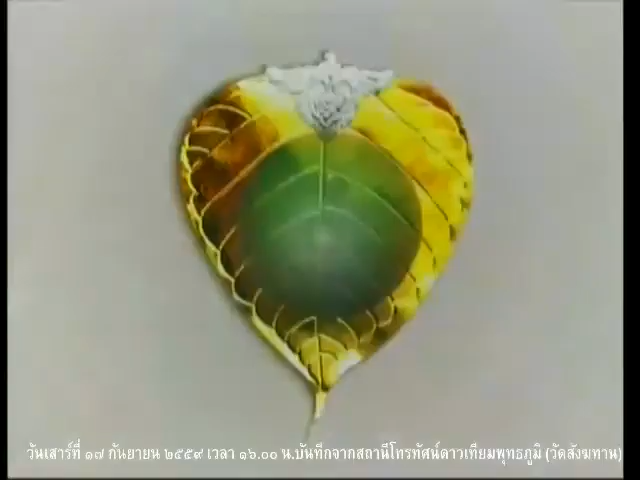 วันเสาร์ที่ ๑๗ กันยายน ๒๕๕๙ เวลา ๑๖.๐๐ น.บันทึกจากสถานีโทรทัศน์ดาวเทียมพุทธภูมิ (วัดสังฆทาน)